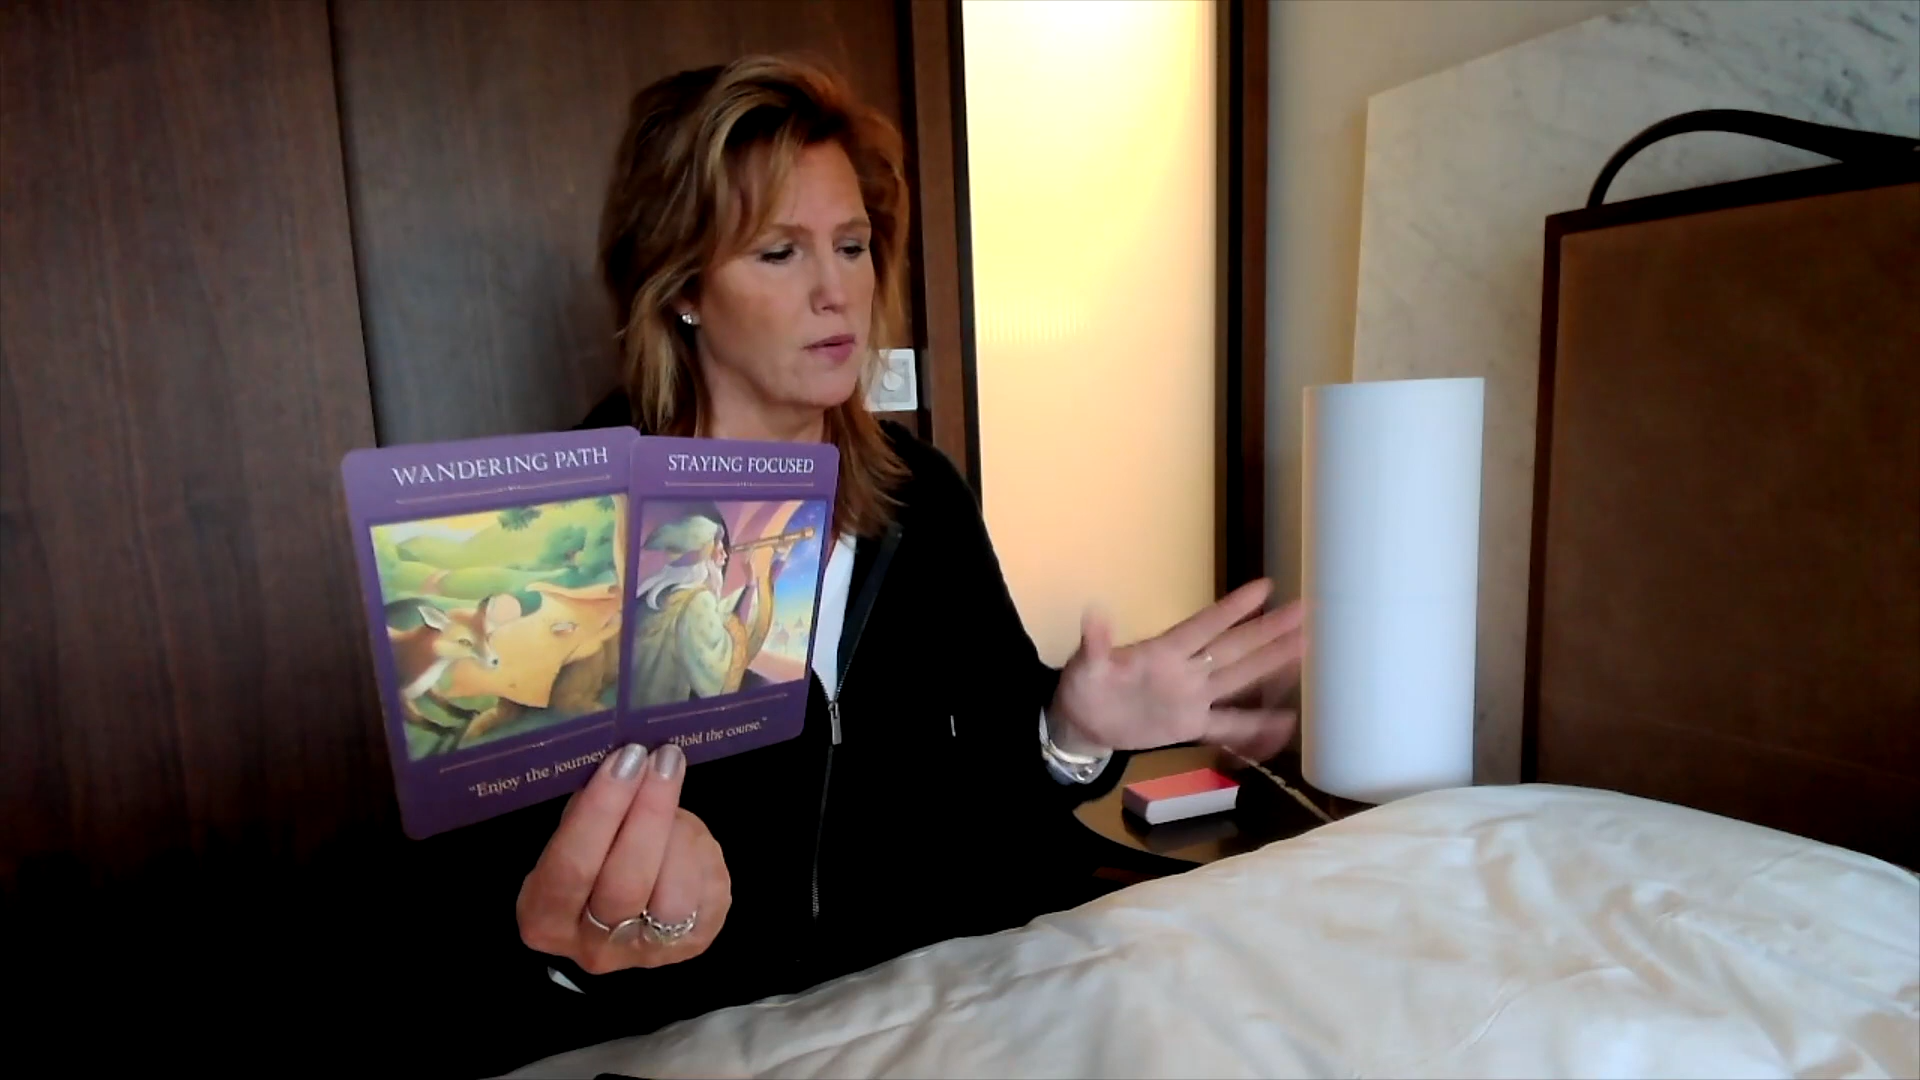 WANDERING PATH
"Enjoy the journey
STAYING FOCUSED
"Hold the course."